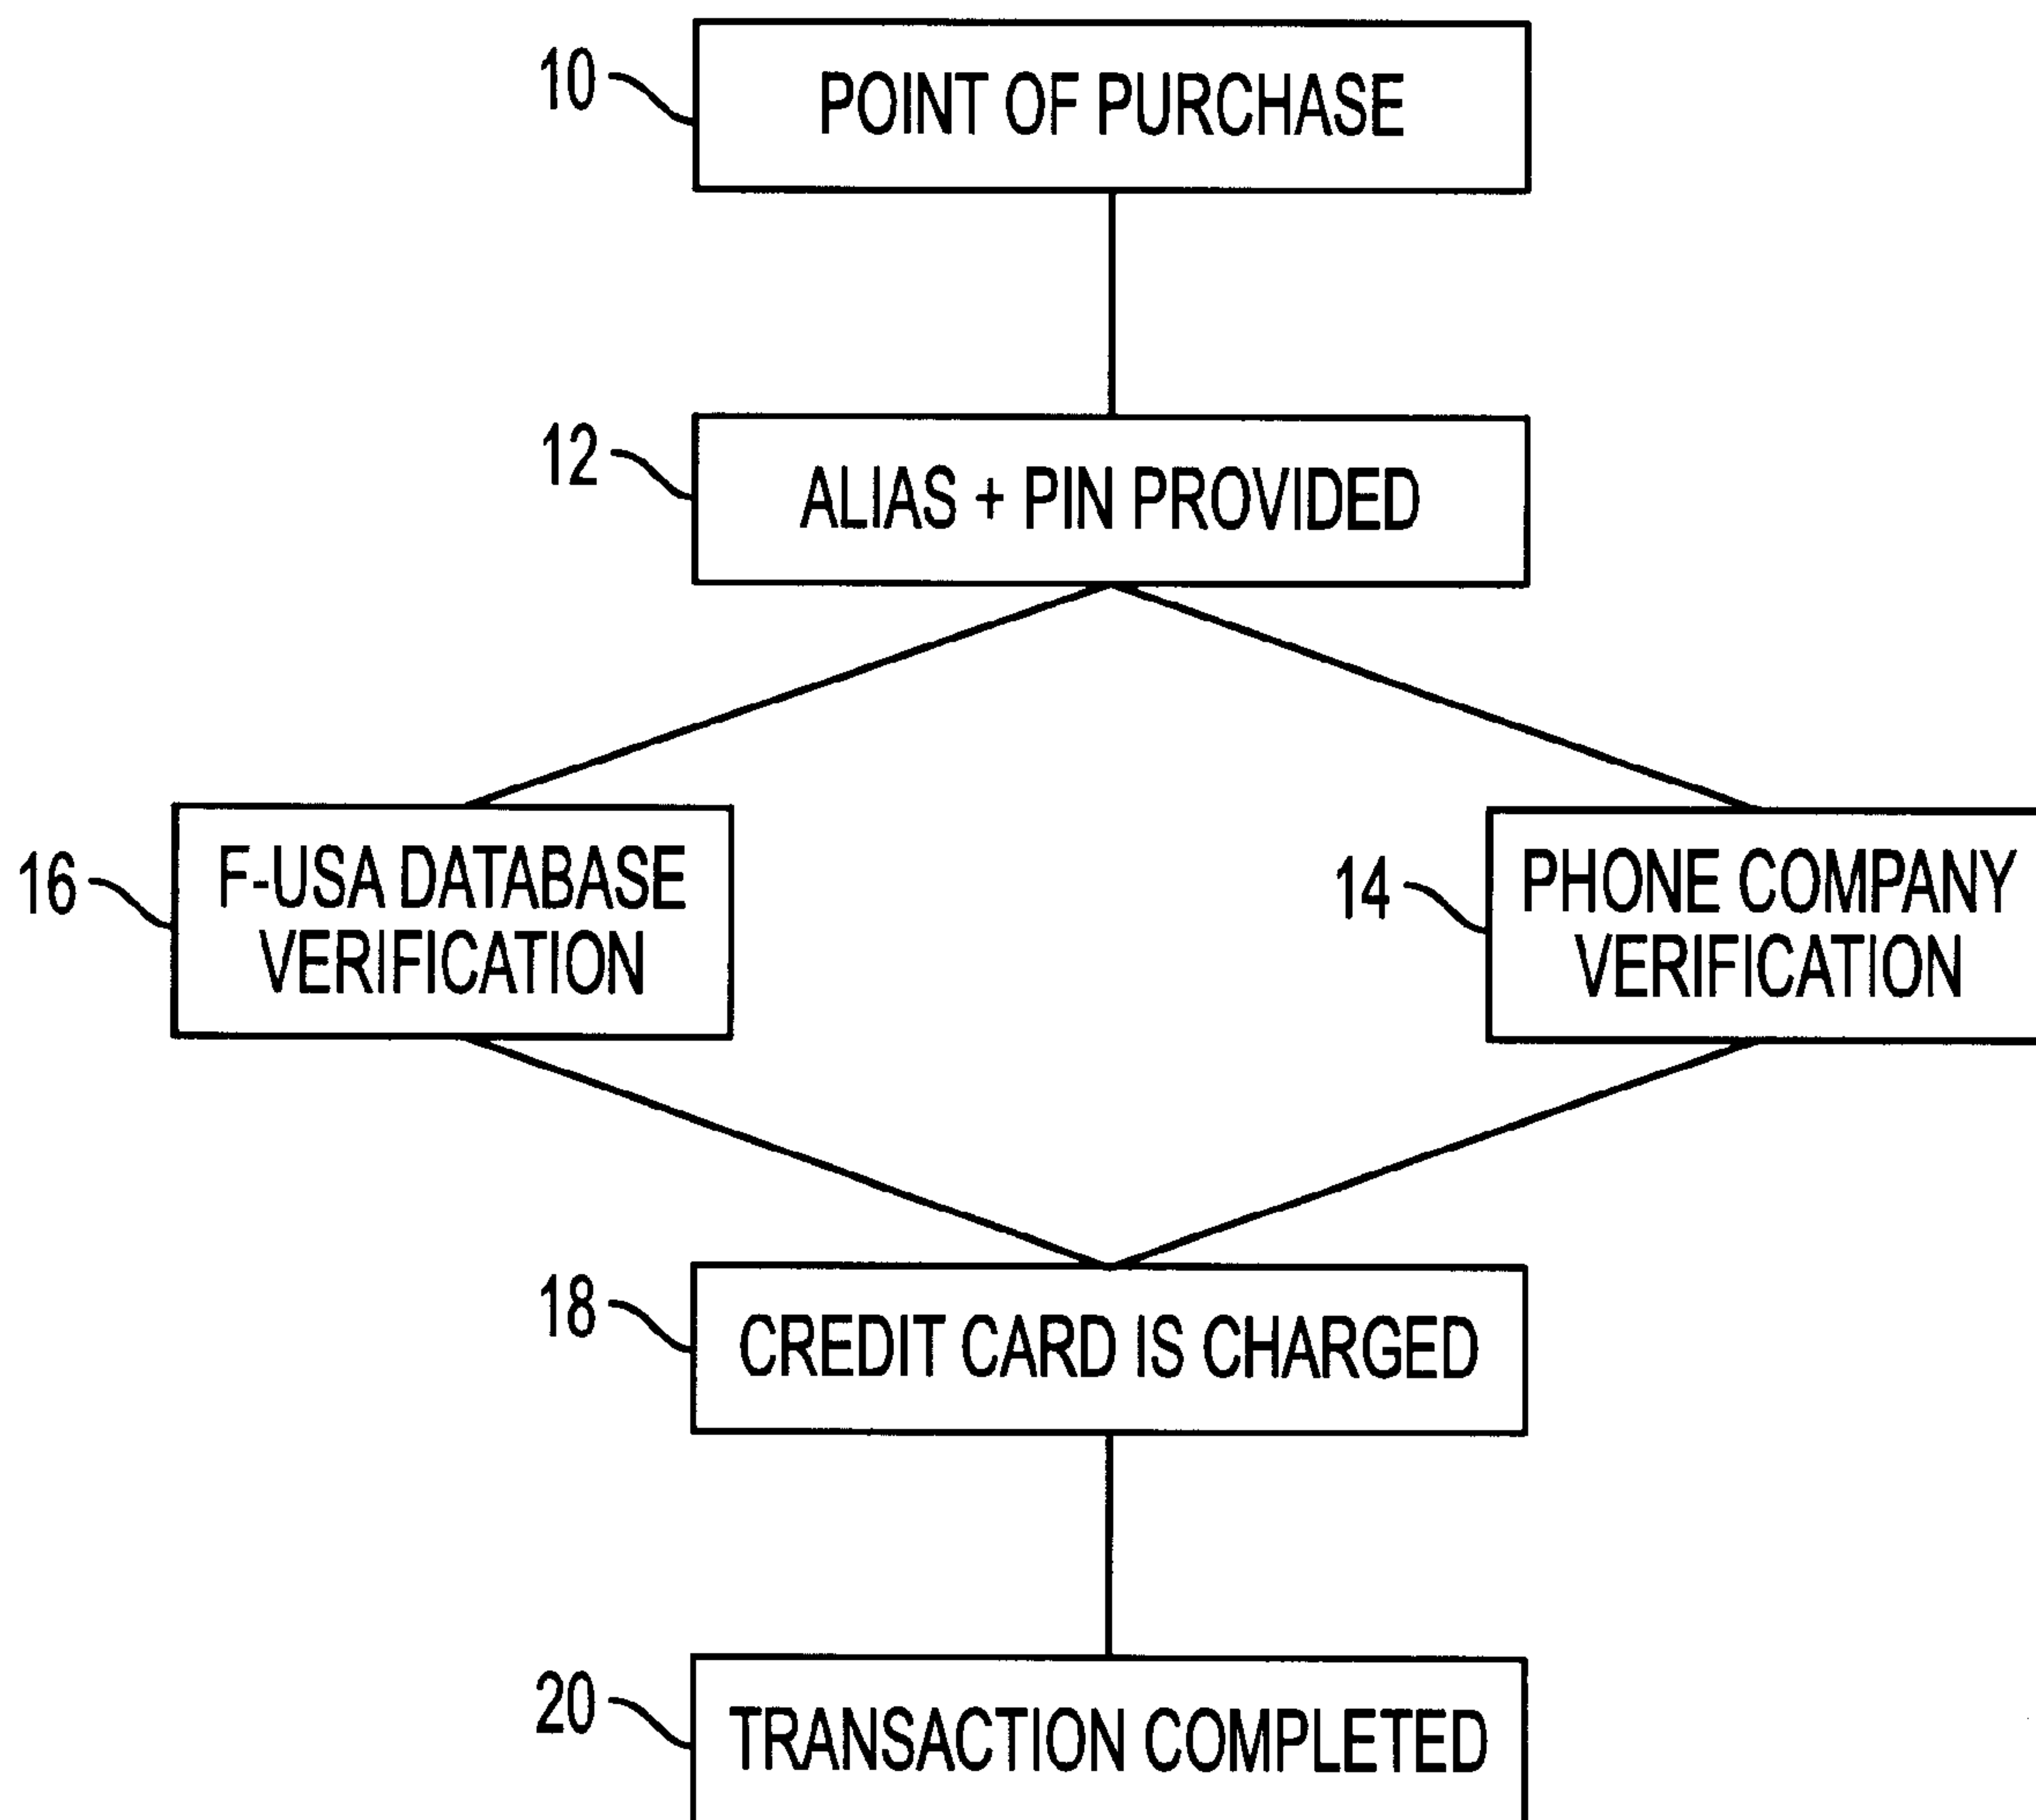 10
POINT OF PURCHASE
12
ALIAS + PIN PROVIDED
16
F-USA DATABASE
VERIFICATION
14
PHONE COMPANY
VERIFICATION
18
CREDIT CARD IS CHARGED
20
TRANSACTION COMPLETED